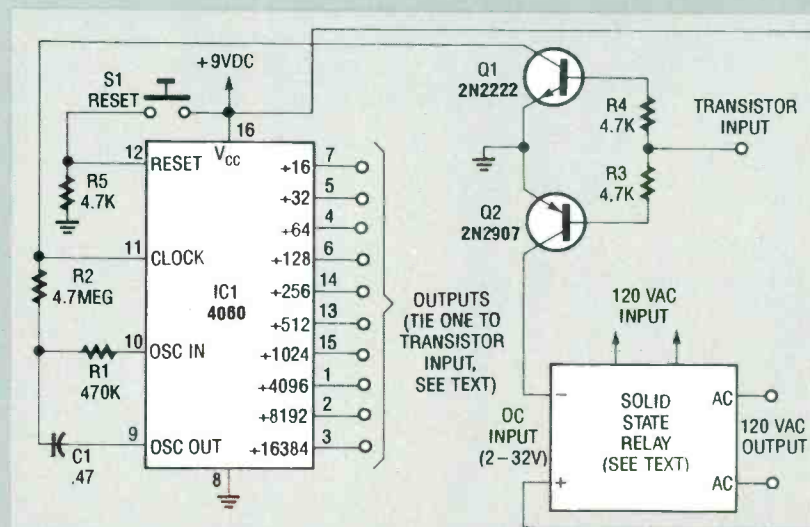 +9VDC
S1
RESET
16
VCC
12
RESET
R5
4.7K
11
CLOCK
R2
4.7MEG
10
OSC IN
R1
470K
9
OSC OUT
C1
.47
8
IC1
4060
+16
7
+32
5
+64
4
+128
6
+256
14
+512
13
+1024
15
+4096
1
+8192
2
+16384
3
OUTPUTS
(TIE ONE TO
TRANSISTOR
INPUT,
SEE TEXT)
Q1
2N2222
R4
4.7K
TRANSISTOR
INPUT
R3
4.7K
Q2
2N2907
120 VAC
INPUT
DC
INPUT
(2–32V)
−
+
SOLID
STATE
RELAY
(SEE TEXT)
AC
AC
120 VAC
OUTPUT